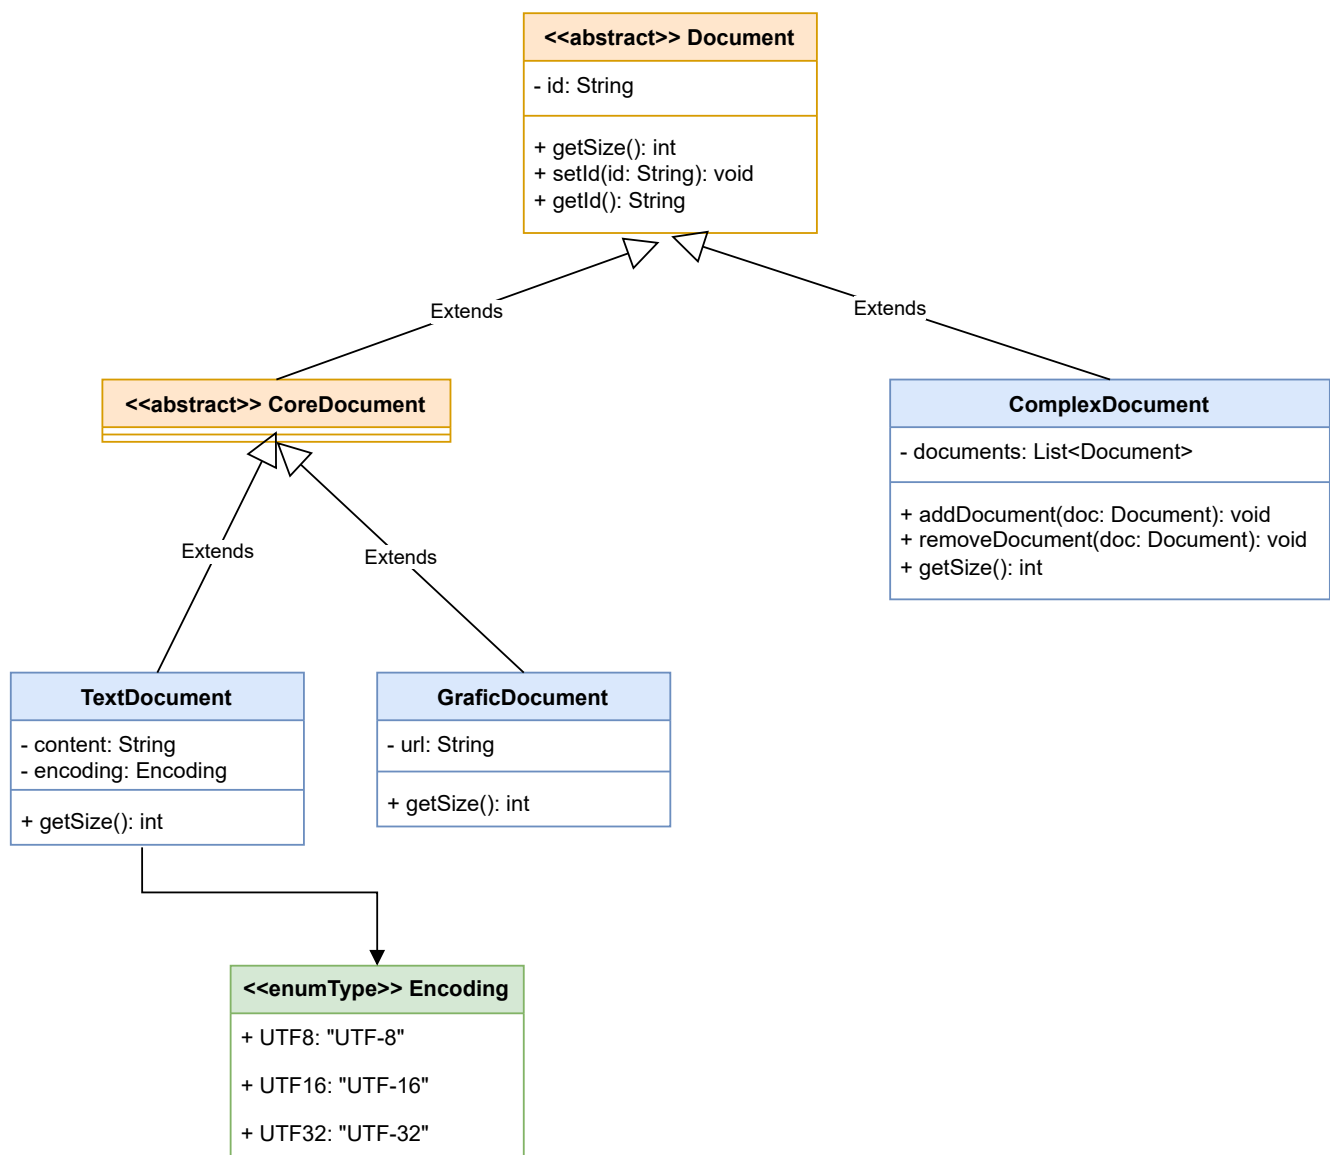 <<abstract>> Document
- id: String
+ getSize(): int
+ setId(id: String): void
+ getId(): String
Extends
Extends
<<abstract>> CoreDocument
ComplexDocument
- documents: List<Document>
+ addDocument(doc: Document): void
+ removeDocument(doc: Document): void
+ getSize(): int
Extends
Extends
TextDocument
- content: String
- encoding: Encoding
+ getSize(): int
GraficDocument
- url: String
+ getSize(): int
<<enumType>> Encoding
+ UTF8: "UTF-8"
+ UTF16: "UTF-16"
+ UTF32: "UTF-32"